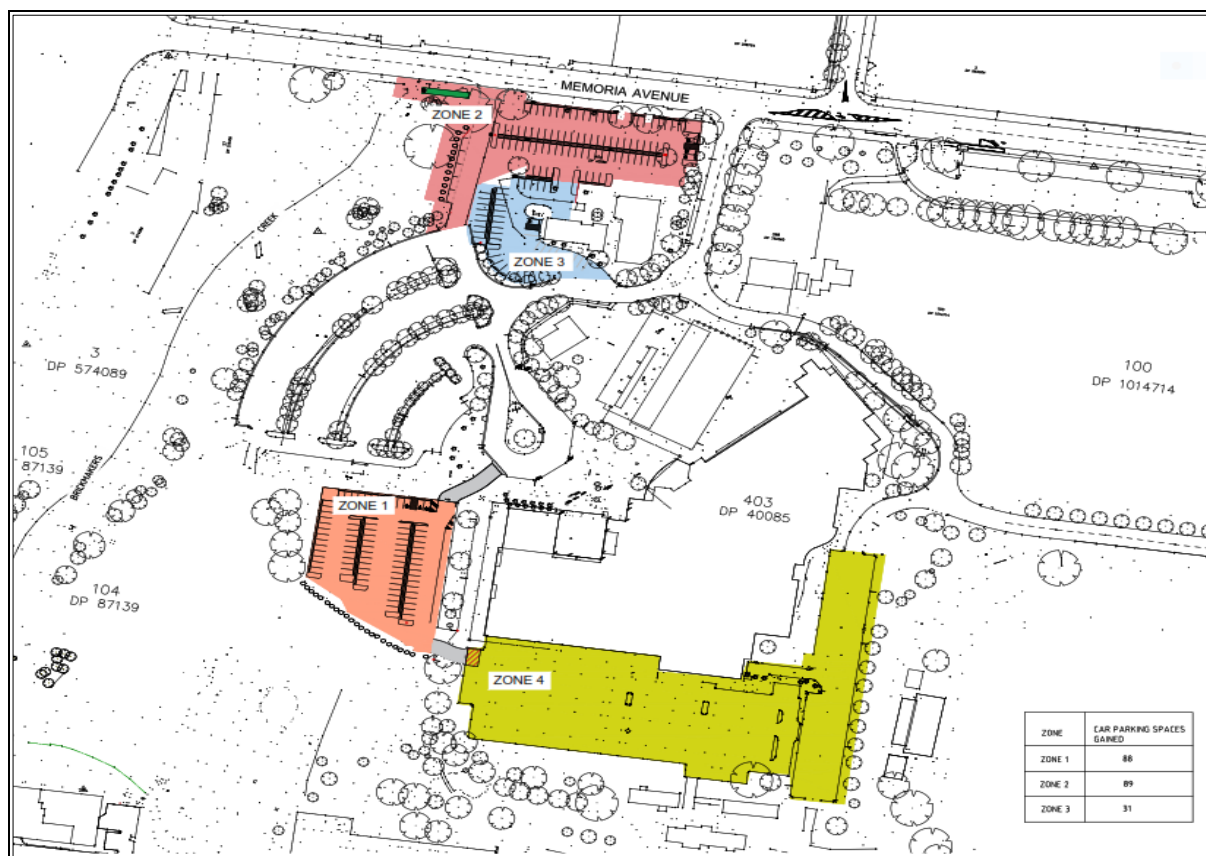 MEMORIA AVENUE
ZONE 2
ZONE 3
CREEK
3
DP 574089
100
DP 1014714
105
87139
BRICKMAKERS
ZONE 1
403
DP 40085
104
DP 87139
ZONE 4
ZONE
CAR PARKING SPACES
GAINED
ZONE 1
88
ZONE 2
89
ZONE 3
31